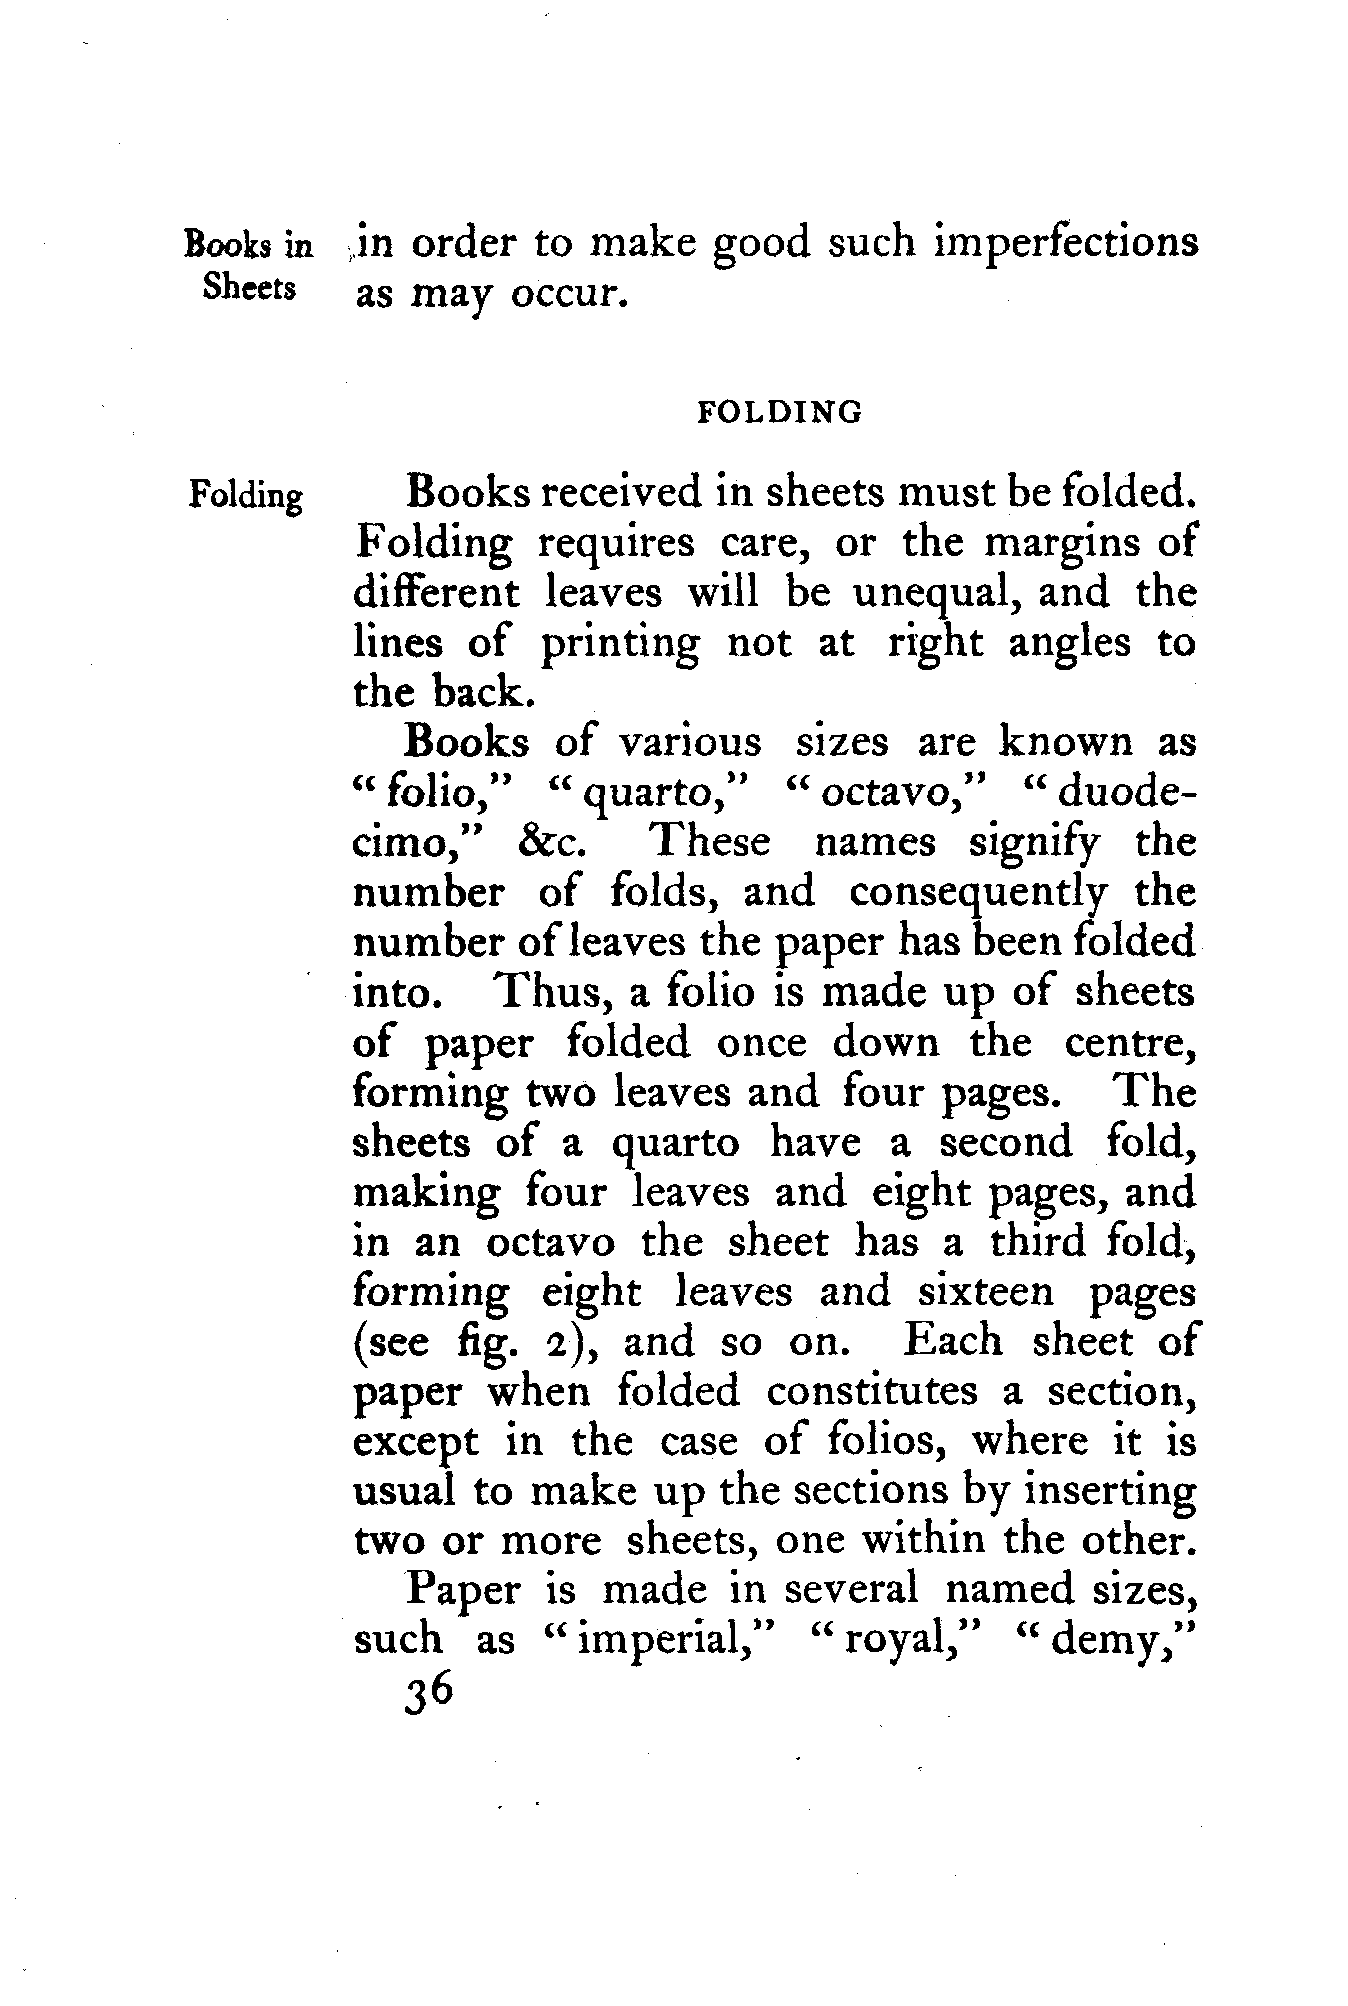 Books in
Sheets
in order to make good such imperfections
as may occur.
FOLDING
Folding
Books received in sheets must be folded.
Folding requires care, or the margins of
different leaves will be unequal, and the
lines of printing not at right angles to
the back.
Books of various sizes are known as
“ folio,” “ quarto,” “ octavo,” “ duode-
cimo,” &c. These names signify the
number of folds, and consequently the
number of leaves the paper has been folded
into. Thus, a folio is made up of sheets
of paper folded once down the centre,
forming two leaves and four pages. The
sheets of a quarto have a second fold,
making four leaves and eight pages, and
in an octavo the sheet has a third fold,
forming eight leaves and sixteen pages
(see fig. 2), and so on. Each sheet of
paper when folded constitutes a section,
except in the case of folios, where it is
usual to make up the sections by inserting
two or more sheets, one within the other.
Paper is made in several named sizes,
such as “ imperial,” “ royal,” “ demy,”
36